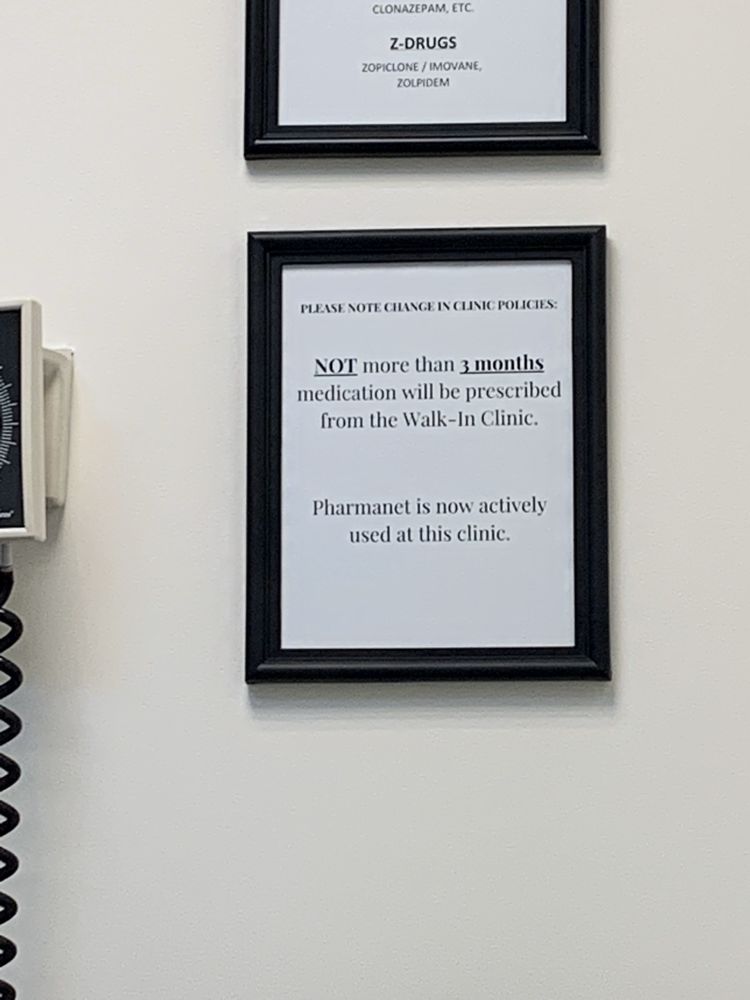 CLONAZEPAM, ETC.
Z-DRUGS
ZOPICLONE / IMOVANE,
ZOLPIDEM
PLEASE NOTE CHANGE IN CLINIC POLICIES:
NOT more than 3 months
medication will be prescribed
from the Walk-In Clinic.
Pharmanet is now actively
used at this clinic.